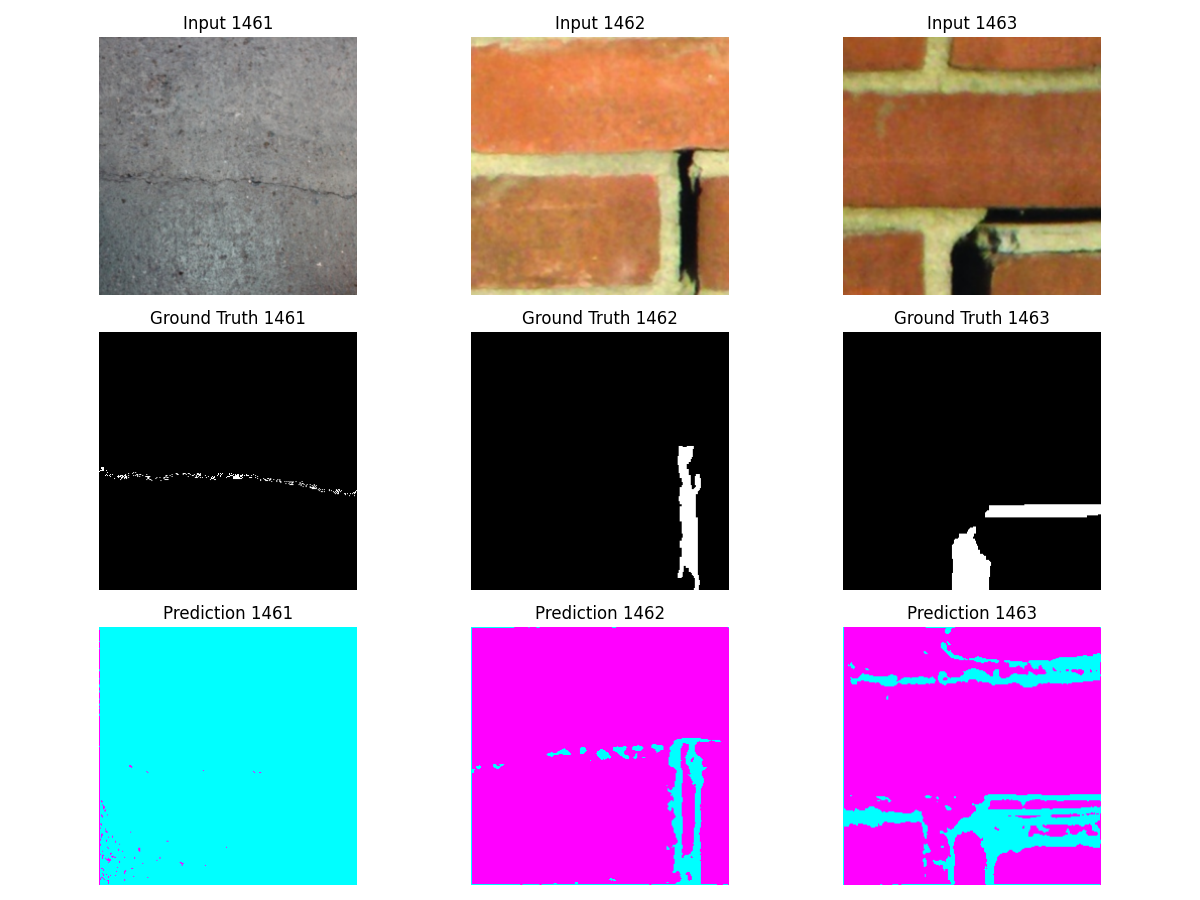 Input 1461
Input 1462
Input 1463
Ground Truth 1461
Ground Truth 1462
Ground Truth 1463
Prediction 1461
Prediction 1462
Prediction 1463